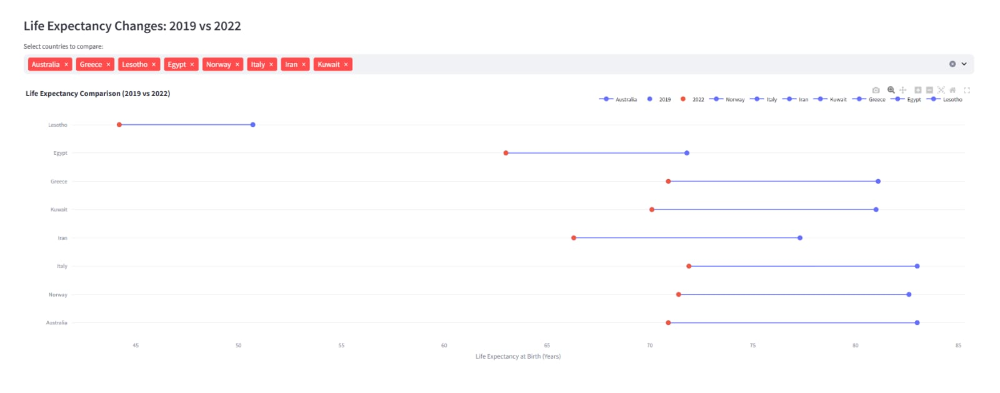 Life Expectancy Changes: 2019 vs 2022
Select countries to compare:
Australia × Greece × Lesotho × Egypt × Norway × Italy × Iran × Kuwait ×
Life Expectancy Comparison (2019 vs 2022)
Australia 2019 2022 Norway Italy Iran Kuwait Greece Egypt Lesotho
Lesotho
Egypt
Greece
Kuwait
Iran
Italy
Norway
Australia
45 50 55 60 65 70 75 80 85
Life Expectancy at Birth (Years)